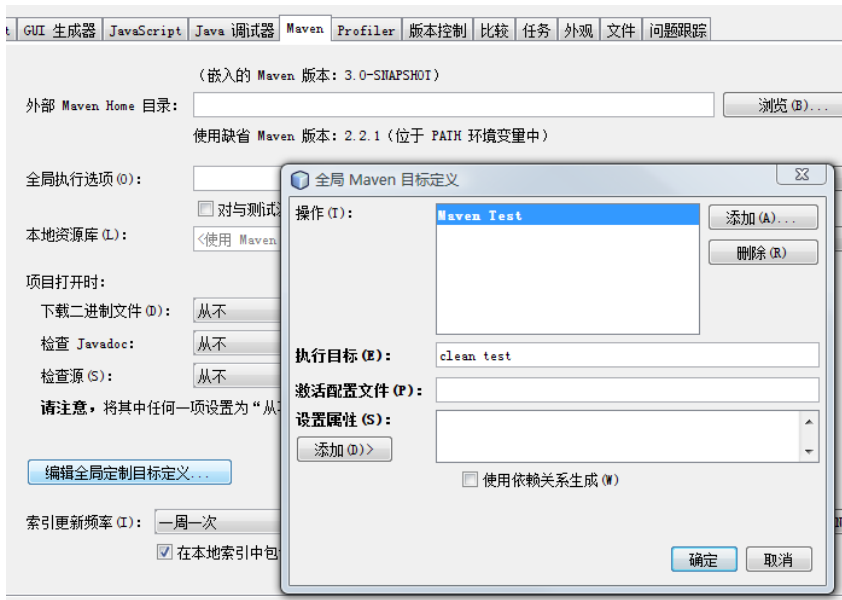 t GUI 生成器 JavaScript Java 调试器 Maven Profiler 版本控制 比较 任务 外观 文件 问题跟踪
(嵌入的 Maven 版本: 3.0-SNAPSHOT)
外部 Maven Home 目录: 浏览(B)...
使用缺省 Maven 版本: 2.2.1(位于 PATH 环境变量中)
全局执行选项(O):
对与测试
本地资源库(L): <使用 Maven
项目打开时:
下载二进制文件(D): 从不
检查 Javadoc: 从不
检查源(S): 从不
请注意，将其中任何一项设置为“从
编辑全局定制目标定义...
索引更新频率(I): 一周一次
在本地索引中包
全局 Maven 目标定义
操作(T): Maven Test 添加(A)...
删除(R)
执行目标(E): clean test
激活配置文件(P):
设置属性(S):
添加(D)>
使用依赖关系生成(W)
确定 取消